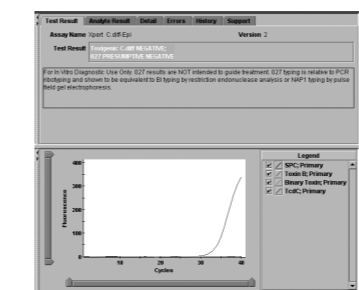 Test Result Analyte Result Detail Errors History Support
Assay Name Xpert C.diff-Epi Version 2
Test Result Toxigenic C.diff NEGATIVE;
027 PRESUMPTIVE NEGATIVE
For In Vitro Diagnostic Use Only. 027 results are NOT intended to guide treatment. 027 typing is relative to PCR
ribotyping and shown to be equivalent to BI typing by restriction endonuclease analysis or NAP1 typing by pulse
field gel electrophoresis.
Legend
SPC; Primary
Toxin B; Primary
Binary Toxin; Primary
TcdC; Primary
Fluorescence
400
300
200
100
0
10 20 30 40
Cycles